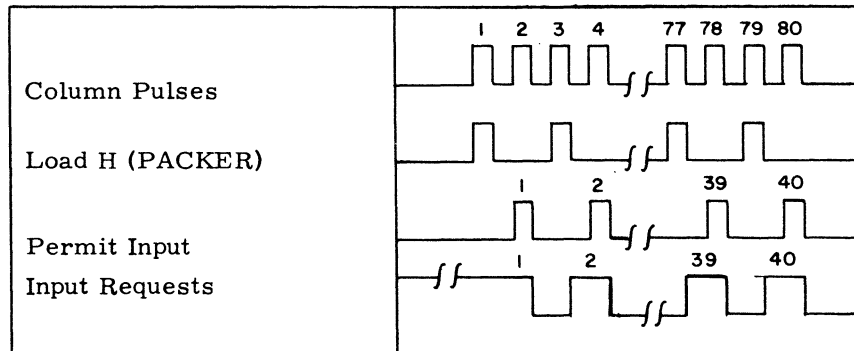 1 2 3 4 77 78 79 80
Column Pulses
Load H (PACKER)
1 2 39 40
Permit Input
1 2 39 40
Input Requests